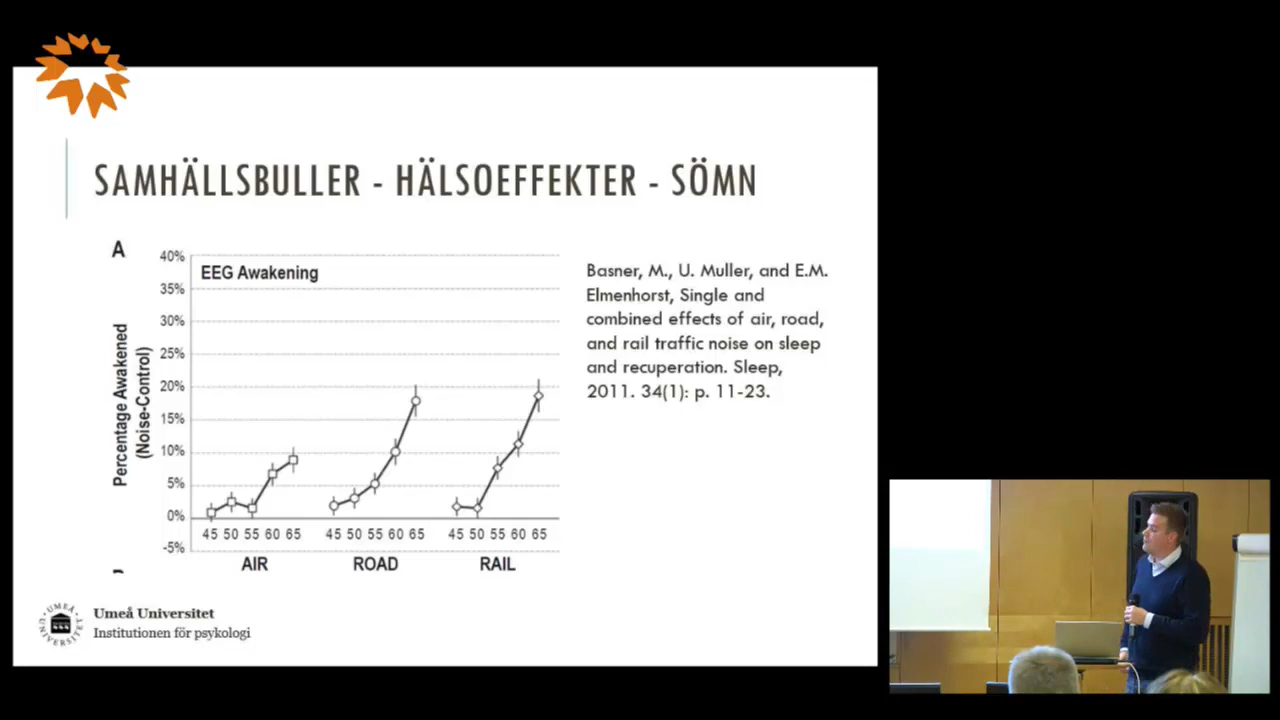 SAMHÄLLSBULLER - HÄLSOEFFEKTER - SÖMN
A
EEG Awakening
Percentage Awakened
(Noise-Control)
40%
35%
30%
25%
20%
15%
10%
5%
0%
-5%
45 50 55 60 65
45 50 55 60 65
45 50 55 60 65
AIR
ROAD
RAIL
Basner, M., U. Muller, and E.M.
Elmenhorst, Single and
combined effects of air, road,
and rail traffic noise on sleep
and recuperation. Sleep,
2011. 34(1): p. 11-23.
UMEÅ
UNIVERSITET
Umeå Universitet
Institutionen för psykologi